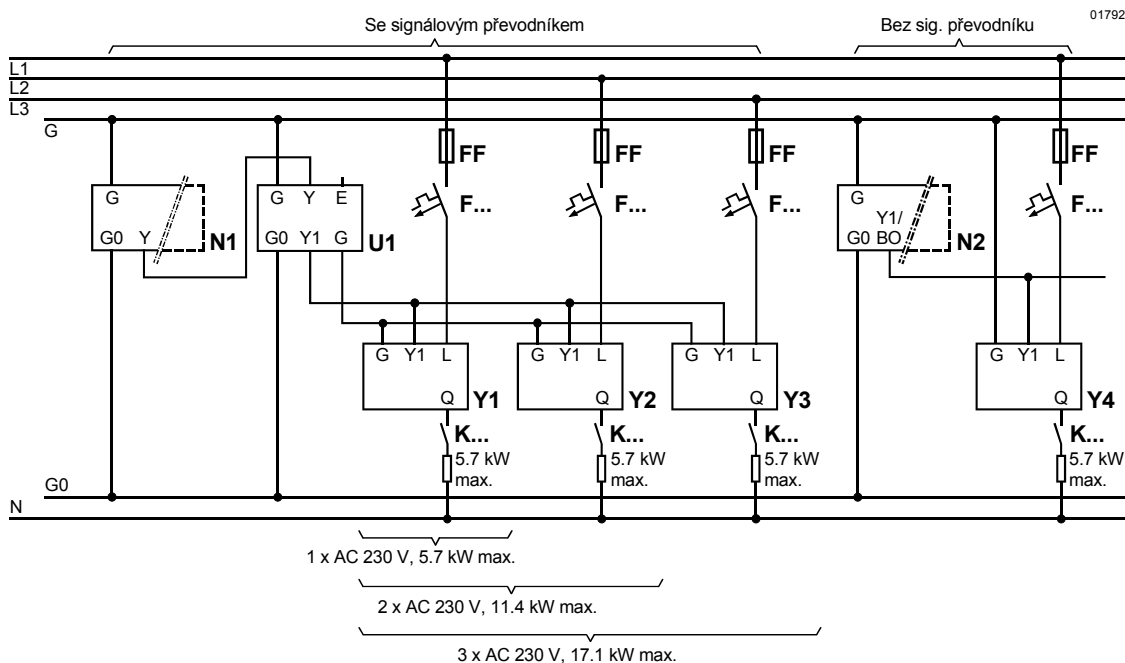 01792
Se signálovým převodníkem
Bez sig. převodníku
L1
L2
L3
G
FF
FF
FF
FF
G
G Y E
G
F...
F...
F...
F...
Y1/
G0 Y
N1
G0 Y1 G
U1
G0 BO
N2
G Y1 L
G Y1 L
G Y1 L
G Y1 L
Q
Y1
Q
Y2
Q
Y3
Q
Y4
K...
K...
K...
K...
5.7 kW
max.
5.7 kW
max.
5.7 kW
max.
5.7 kW
max.
G0
N
1 x AC 230 V, 5.7 kW max.
2 x AC 230 V, 11.4 kW max.
3 x AC 230 V, 17.1 kW max.